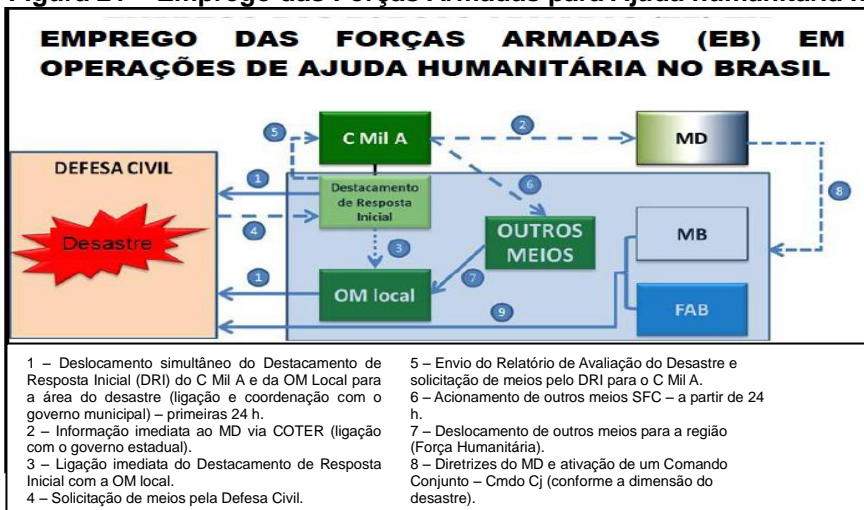 EMPREGO DAS FORÇAS ARMADAS (EB) EM
OPERAÇÕES DE AJUDA HUMANITÁRIA NO BRASIL
DEFESA CIVIL
Desastre
C Mil A
MD
Destacamento
de Resposta
Inicial
OUTROS
MEIOS
OM local
MB
FAB
5
2
1
6
8
4
3
7
1
9
1 – Deslocamento simultâneo do Destacamento de
Resposta Inicial (DRI) do C Mil A e da OM Local para
a área do desastre (ligação e coordenação com o
governo municipal) – primeiras 24 h.
2 – Informação imediata ao MD via COTER (ligação
com o governo estadual).
3 – Ligação imediata do Destacamento de Resposta
Inicial com a OM local.
4 – Solicitação de meios pela Defesa Civil.
5 – Envio do Relatório de Avaliação do Desastre e
solicitação de meios pelo DRI para o C Mil A.
6 – Acionamento de outros meios SFC – a partir de 24
h.
7 – Deslocamento de outros meios para a região
(Força Humanitária).
8 – Diretrizes do MD e ativação de um Comando
Conjunto – Cmdo Cj (conforme a dimensão do
desastre).